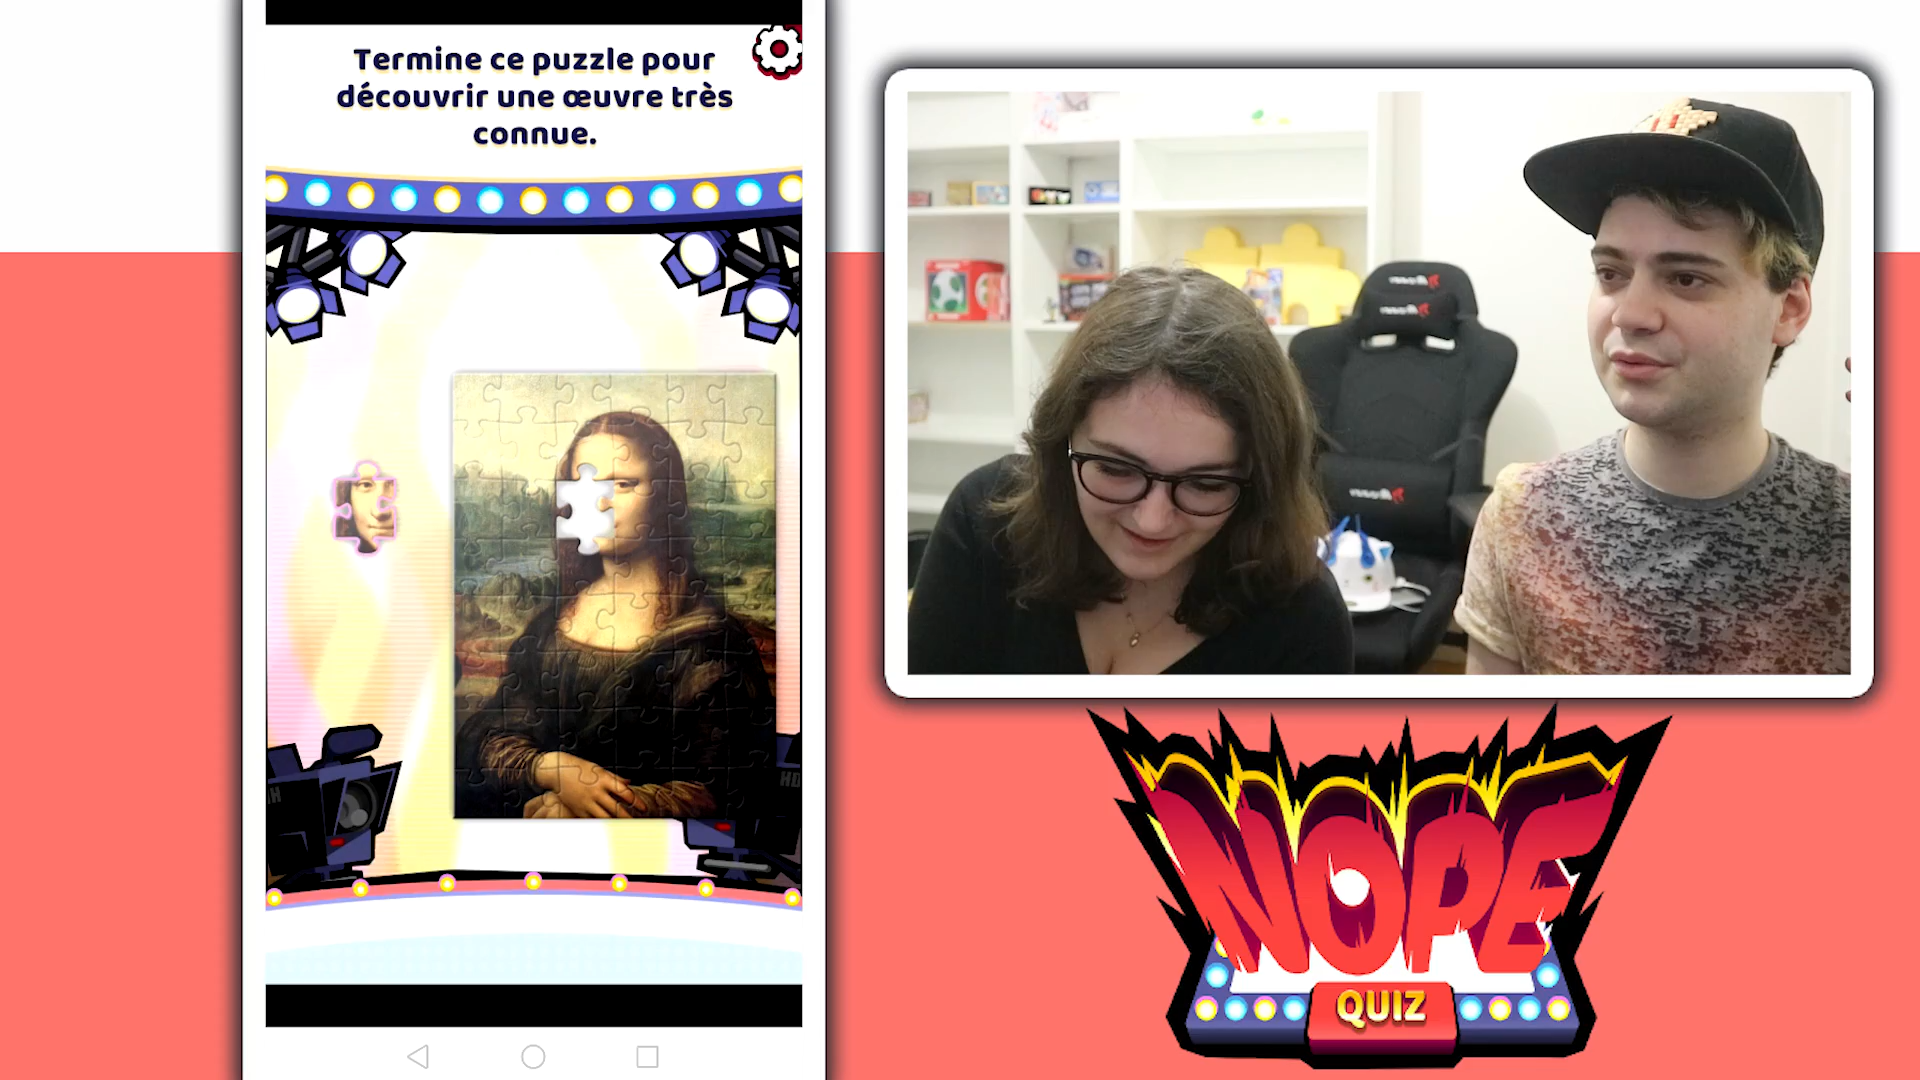 Termine ce puzzle pour
découvrir une œuvre très
connue.
NOPE
QUIZ